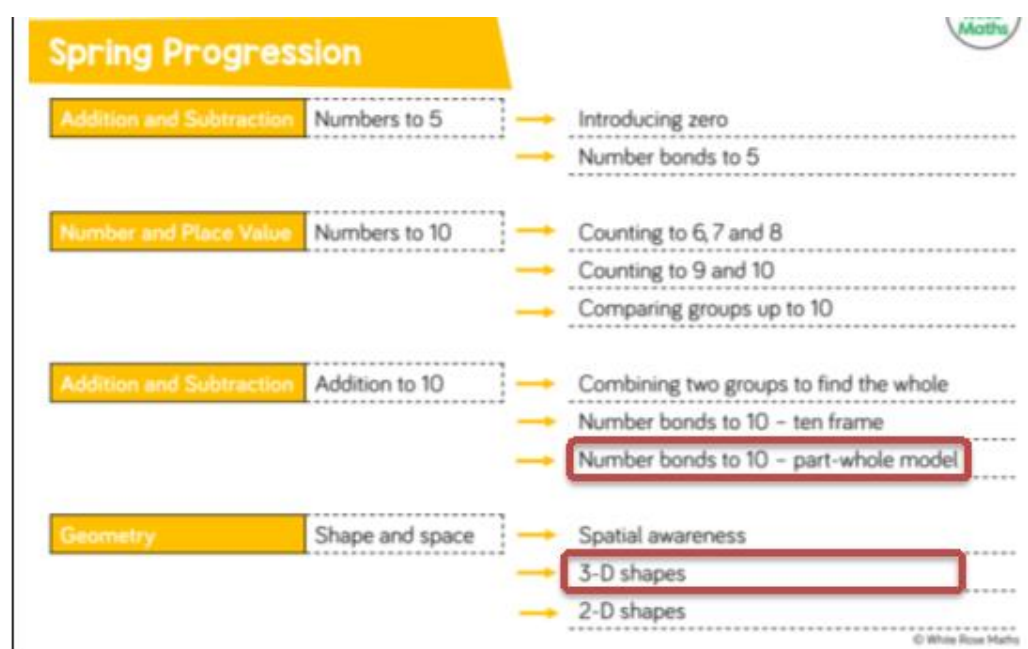 Maths
Spring Progression
Addition and Subtraction Numbers to 5 Introducing zero
Number bonds to 5
Number and Place Value Numbers to 10 Counting to 6, 7 and 8
Counting to 9 and 10
Comparing groups up to 10
Addition and Subtraction Addition to 10 Combining two groups to find the whole
Number bonds to 10 – ten frame
Number bonds to 10 – part-whole model
Geometry Shape and space Spatial awareness
3-D shapes
2-D shapes
© White Rose Maths